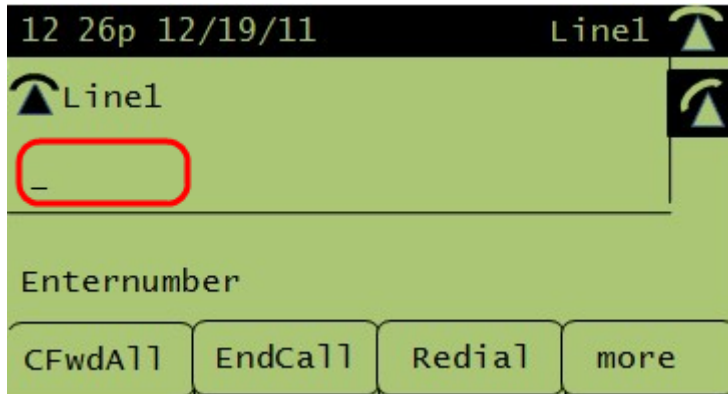 12 26p 12/19/11 Line1
Line1
_
Enternumber
CFwdAll EndCall Redial more